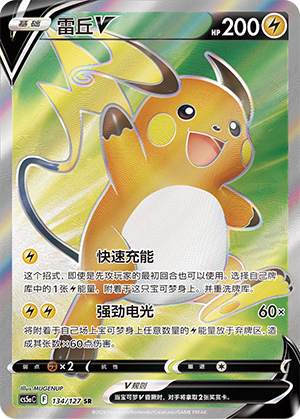 基础 雷丘V HP 200
快速充能
这个招式，即使是先攻玩家的最初回合也可以使用。选择自己牌
库中的1张 能量，附着于这只宝可梦身上。并重洗牌库。
强劲电光 60×
将附着于自己场上宝可梦身上任意数量的 能量放于弃牌区，造
成其张数×60点伤害。
弱点 ×2 抵抗力 撤退
V规则
当宝可梦V昏厥时，对手将拿取2张奖赏卡。
Illus. MUGENUP
CS5aC F 134/127 SR